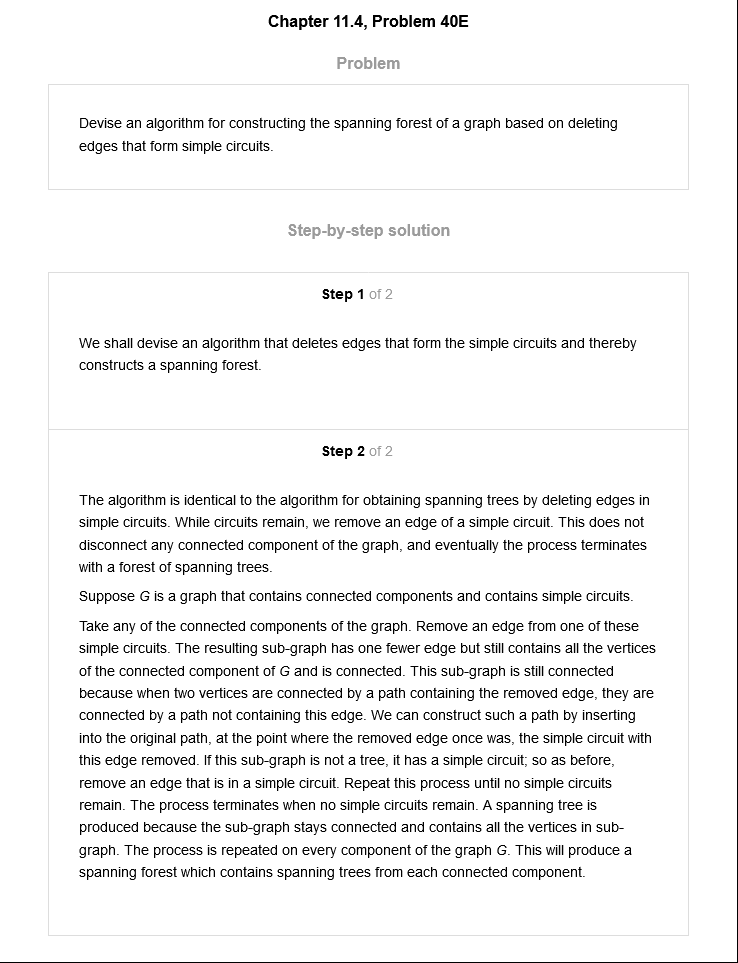 Chapter 11.4, Problem 40E
Problem
Devise an algorithm for constructing the spanning forest of a graph based on deleting
edges that form simple circuits.
Step-by-step solution
Step 1 of 2
We shall devise an algorithm that deletes edges that form the simple circuits and thereby
constructs a spanning forest.
Step 2 of 2
The algorithm is identical to the algorithm for obtaining spanning trees by deleting edges in
simple circuits. While circuits remain, we remove an edge of a simple circuit. This does not
disconnect any connected component of the graph, and eventually the process terminates
with a forest of spanning trees.
Suppose G is a graph that contains connected components and contains simple circuits.
Take any of the connected components of the graph. Remove an edge from one of these
simple circuits. The resulting sub-graph has one fewer edge but still contains all the vertices
of the connected component of G and is connected. This sub-graph is still connected
because when two vertices are connected by a path containing the removed edge, they are
connected by a path not containing this edge. We can construct such a path by inserting
into the original path, at the point where the removed edge once was, the simple circuit with
this edge removed. If this sub-graph is not a tree, it has a simple circuit; so as before,
remove an edge that is in a simple circuit. Repeat this process until no simple circuits
remain. The process terminates when no simple circuits remain. A spanning tree is
produced because the sub-graph stays connected and contains all the vertices in sub-
graph. The process is repeated on every component of the graph G. This will produce a
spanning forest which contains spanning trees from each connected component.